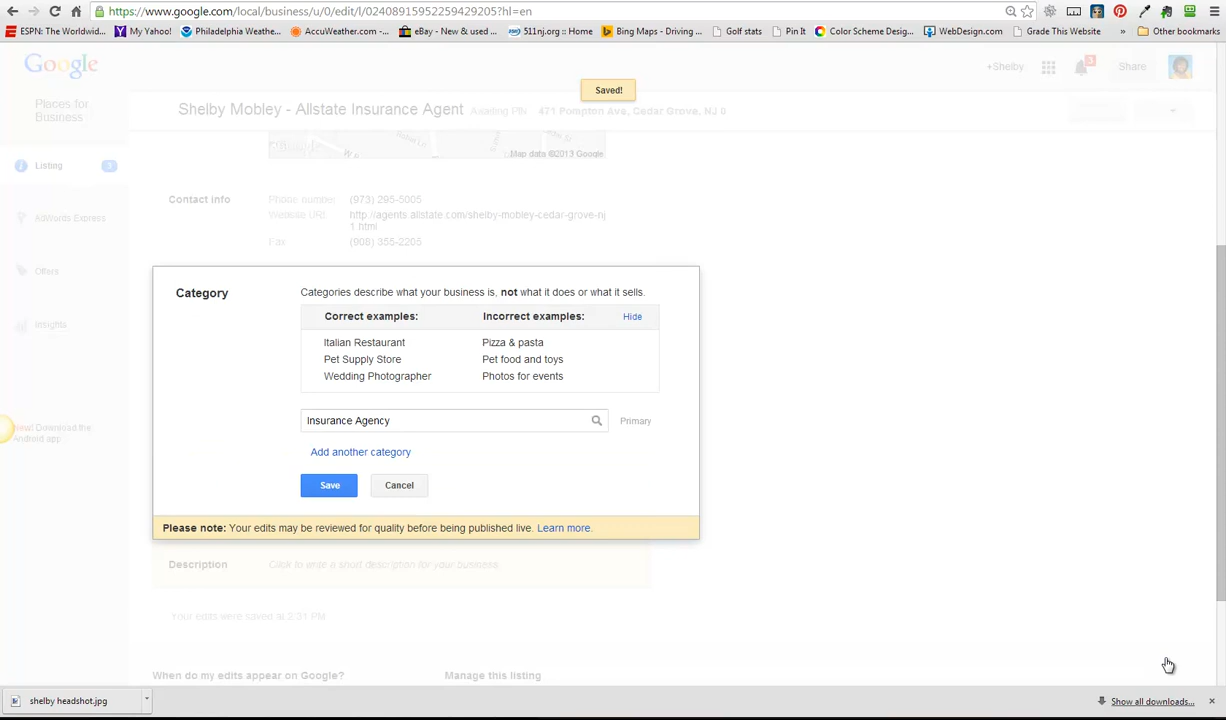 https://www.google.com/local/business/u/0/edit/l/02408915952259429205?hl=en
ESPN: The Worldwid... My Yahoo! Philadelphia Weathe... AccuWeather.com -... eBay - New & used ... 511nj.org :: Home Bing Maps - Driving ... Golf stats Pin It Color Scheme Desig... WebDesign.com Grade This Website » Other bookmarks
Google
+Shelby 3 Share
Saved!
Places for
Business
Shelby Mobley - Allstate Insurance Agent Awaiting PIN 471 Pompton Ave, Cedar Grove, NJ 0
Map data ©2013 Google
Listing 3
Contact info Phone number (973) 295-5005
Website URL http://agents.allstate.com/shelby-mobley-cedar-grove-nj
1.html
Fax (908) 355-2205
AdWords Express
Offers
Insights
New! Download the
Android app
Category
Categories describe what your business is, not what it does or what it sells.
Correct examples: Incorrect examples: Hide
Italian Restaurant Pizza & pasta
Pet Supply Store Pet food and toys
Wedding Photographer Photos for events
Insurance Agency Primary
Add another category
Save Cancel
Please note: Your edits may be reviewed for quality before being published live. Learn more.
Description Click to write a short description for your business
Your edits were saved at 2:31 PM
When do my edits appear on Google? Manage this listing
shelby headshot.jpg
Show all downloads...